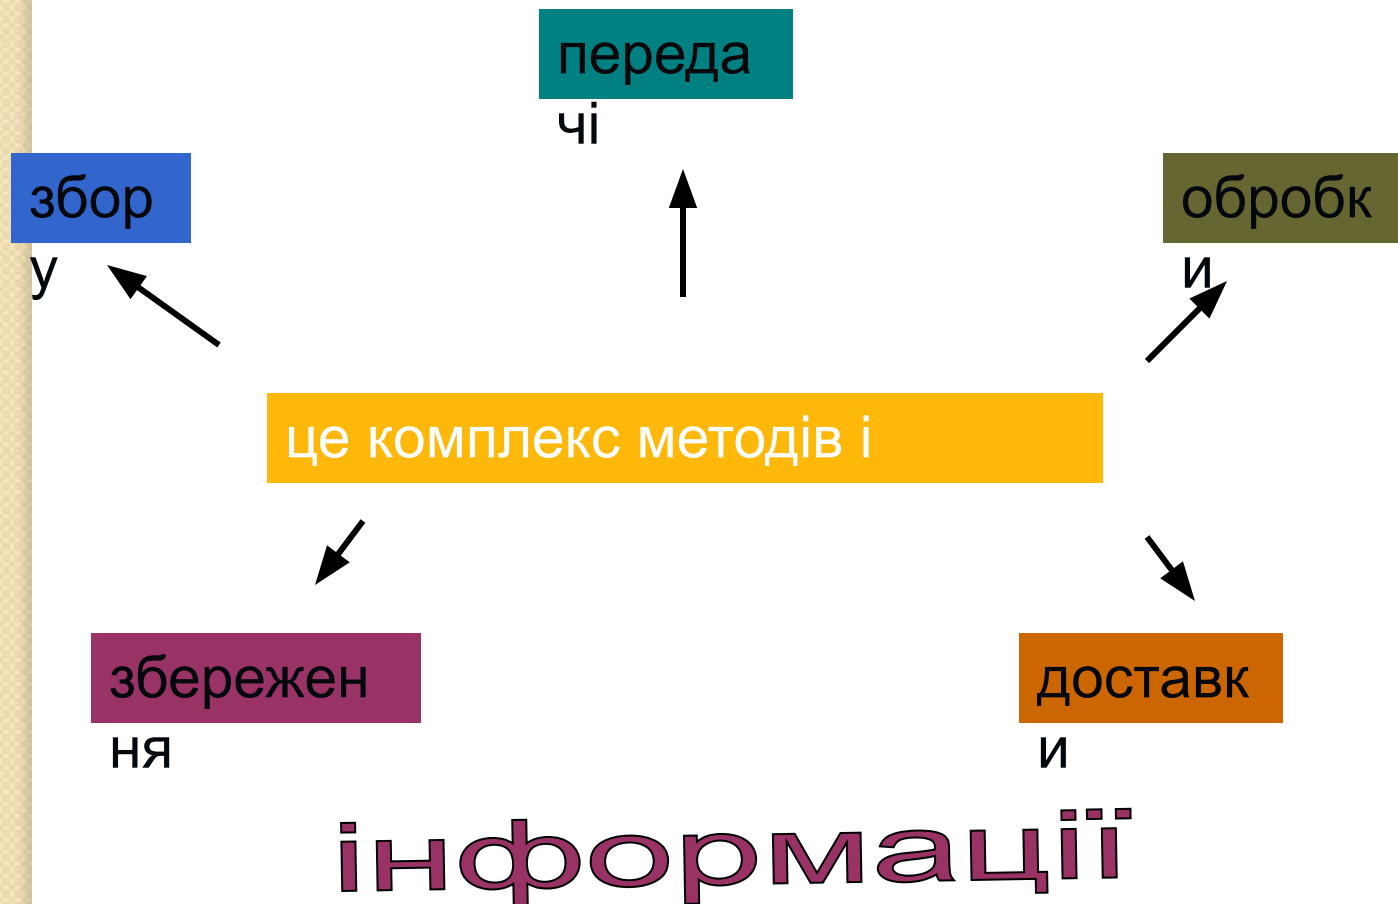 переда
чі
збор
у
обробк
и
це комплекс методів і
збережен
ня
доставк
и
інформації